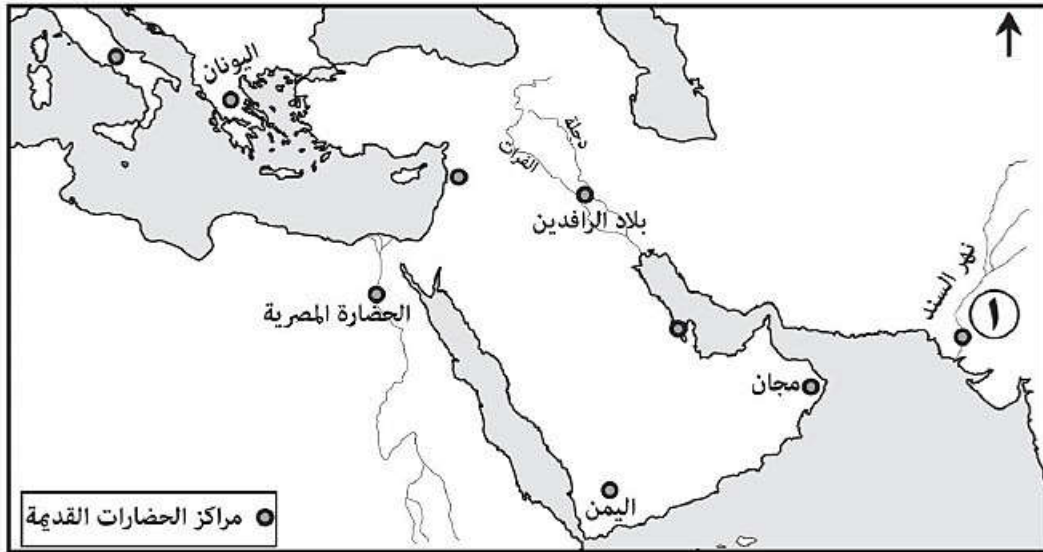 اليونان
دجلة
الفرات
بلاد الرافدين
نهر السند
١
الحضارة المصرية
مجان
اليمن
مراكز الحضارات القديمة